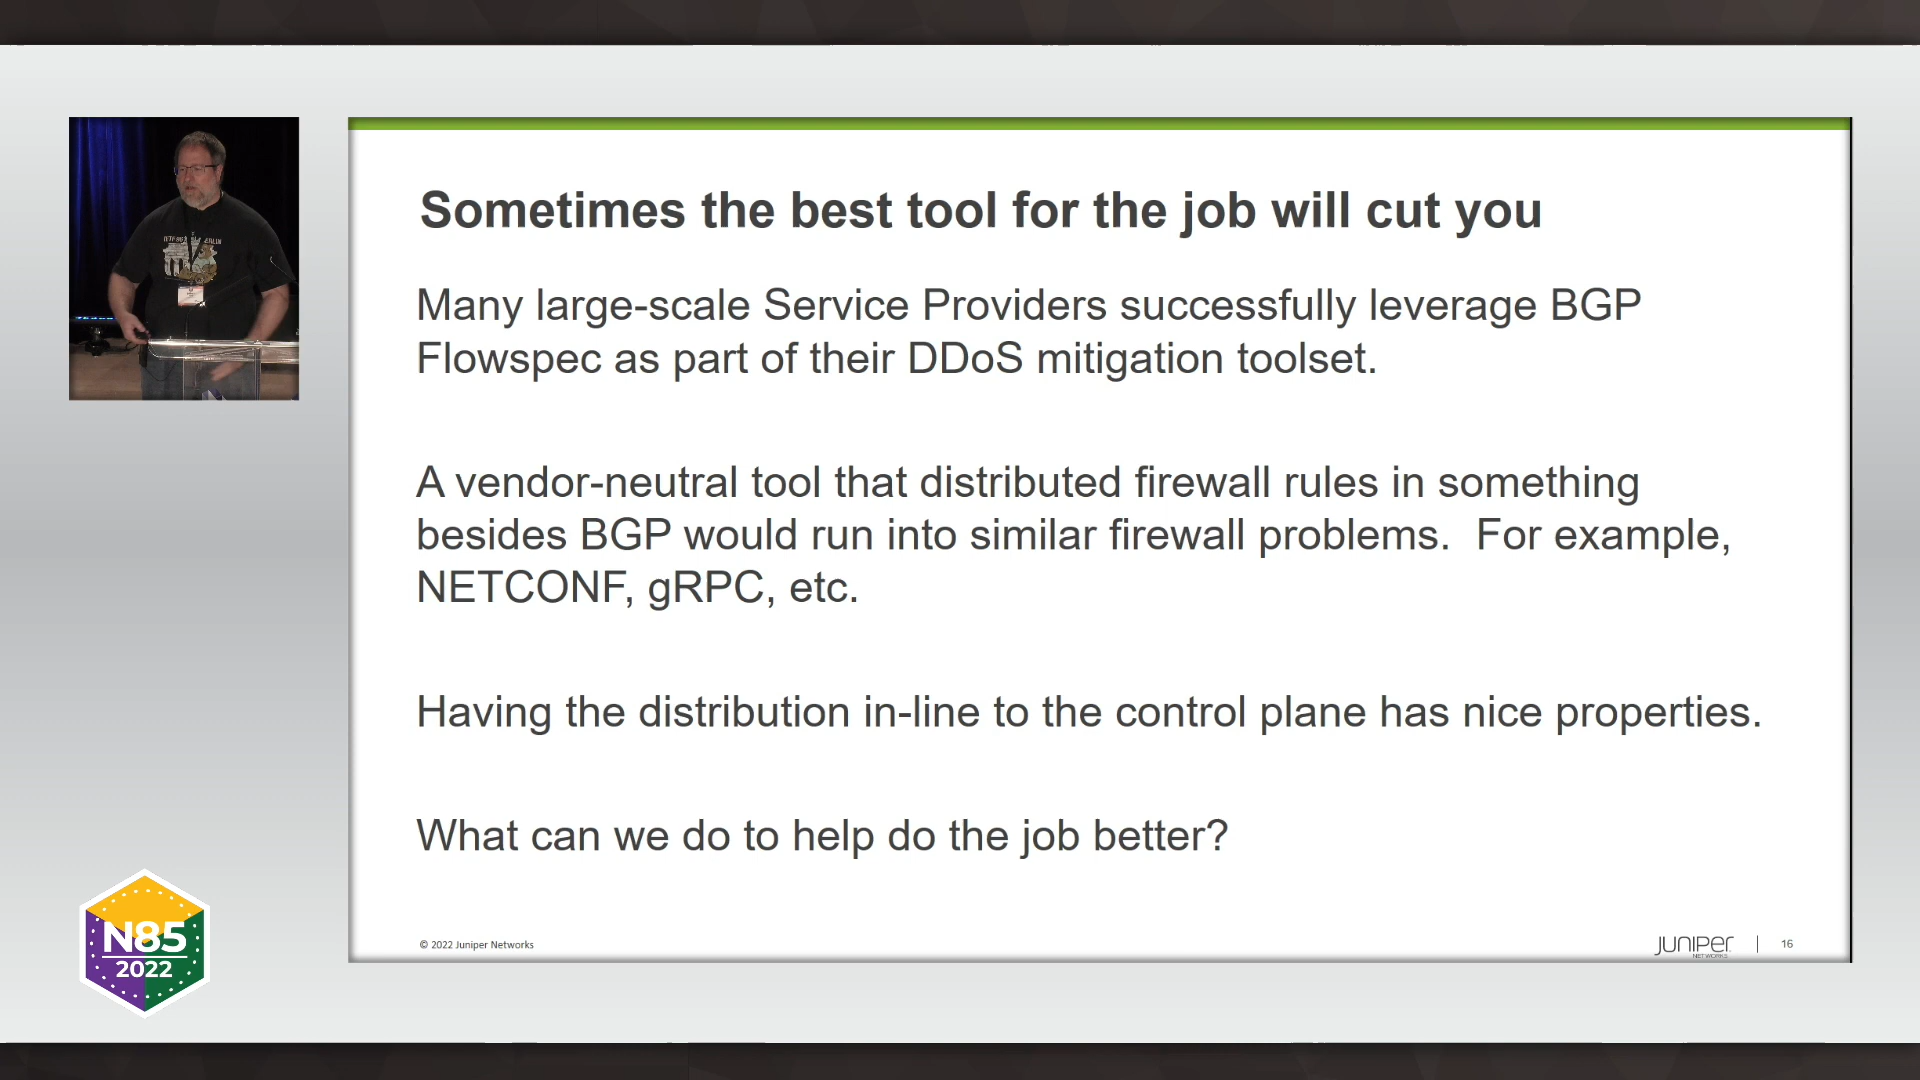 Sometimes the best tool for the job will cut you
Many large-scale Service Providers successfully leverage BGP
Flowspec as part of their DDoS mitigation toolset.
A vendor-neutral tool that distributed firewall rules in something
besides BGP would run into similar firewall problems.  For example,
NETCONF, gRPC, etc.
Having the distribution in-line to the control plane has nice properties.
What can we do to help do the job better?
© 2022 Juniper Networks
JUNIPEr
NETWORKS
16
N85
2022